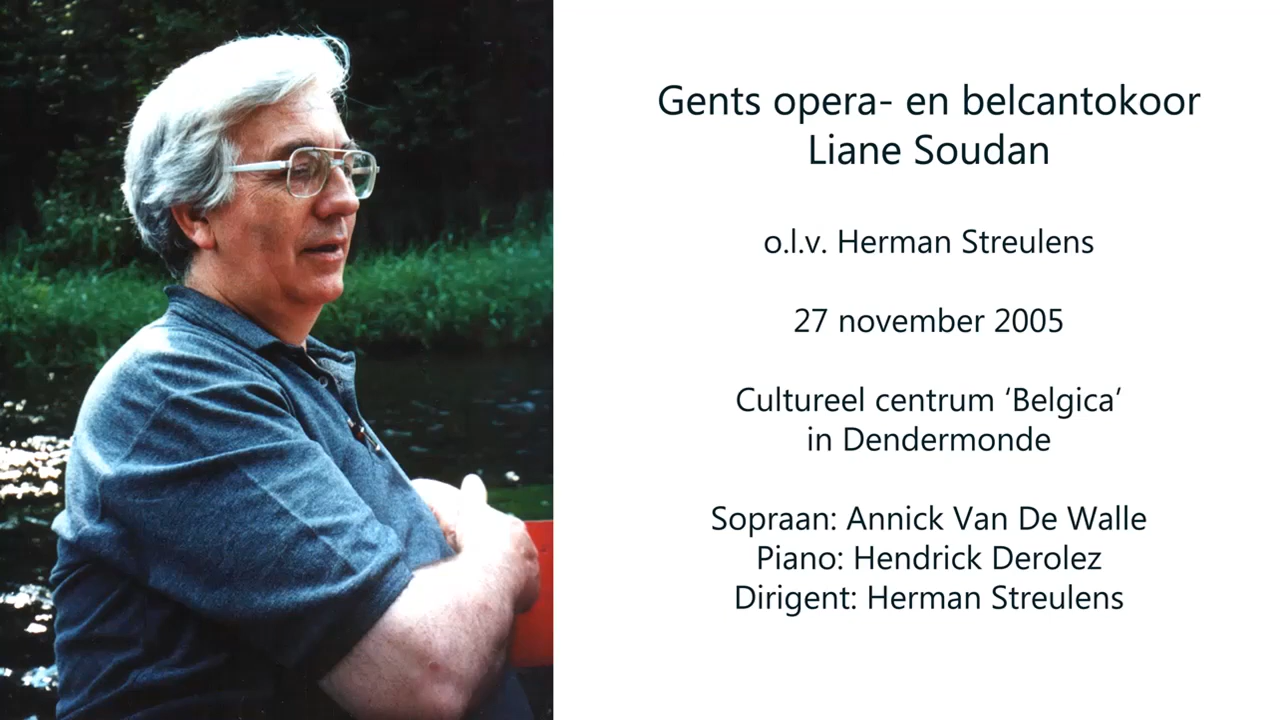 Gents opera- en belcantokoor
Liane Soudan
o.l.v. Herman Streulens
27 november 2005
Cultureel centrum ‘Belgica’
in Dendermonde
Sopraan: Annick Van De Walle
Piano: Hendrick Derolez
Dirigent: Herman Streulens